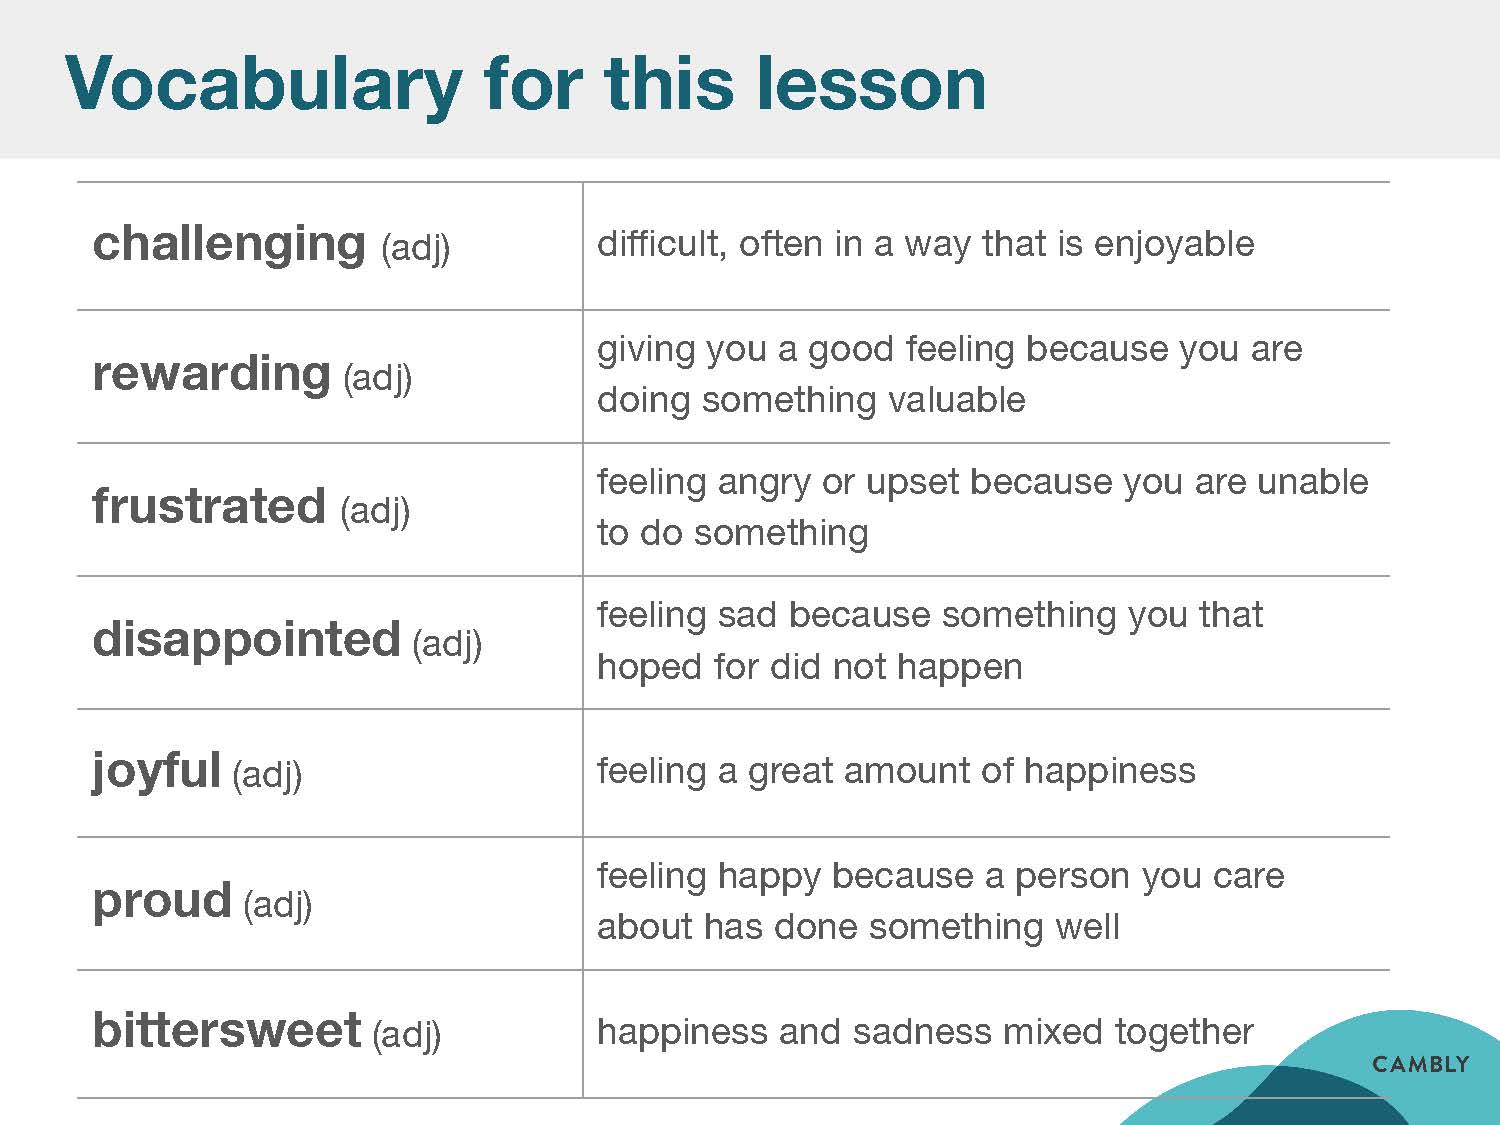 Vocabulary for this lesson
challenging (adj)
difficult, often in a way that is enjoyable
rewarding (adj)
giving you a good feeling because you are
doing something valuable
frustrated (adj)
feeling angry or upset because you are unable
to do something
disappointed (adj)
feeling sad because something you that
hoped for did not happen
joyful (adj)
feeling a great amount of happiness
proud (adj)
feeling happy because a person you care
about has done something well
bittersweet (adj)
happiness and sadness mixed together
CAMBLY